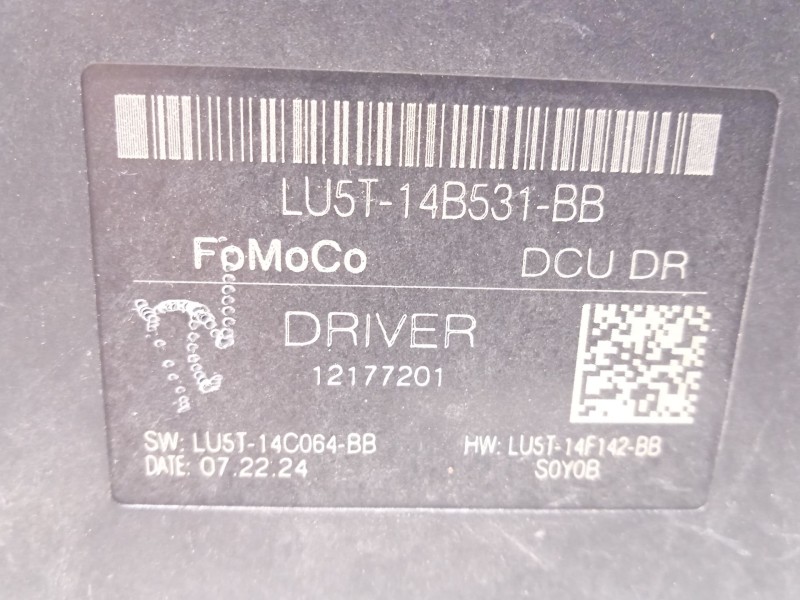 LU5T-14B531-BB
FoMoCo DCU DR
DRIVER
12177201
SW: LU5T-14C064-BB HW: LU5T-14F142-BB
DATE: 07.22.24 S0Y0B